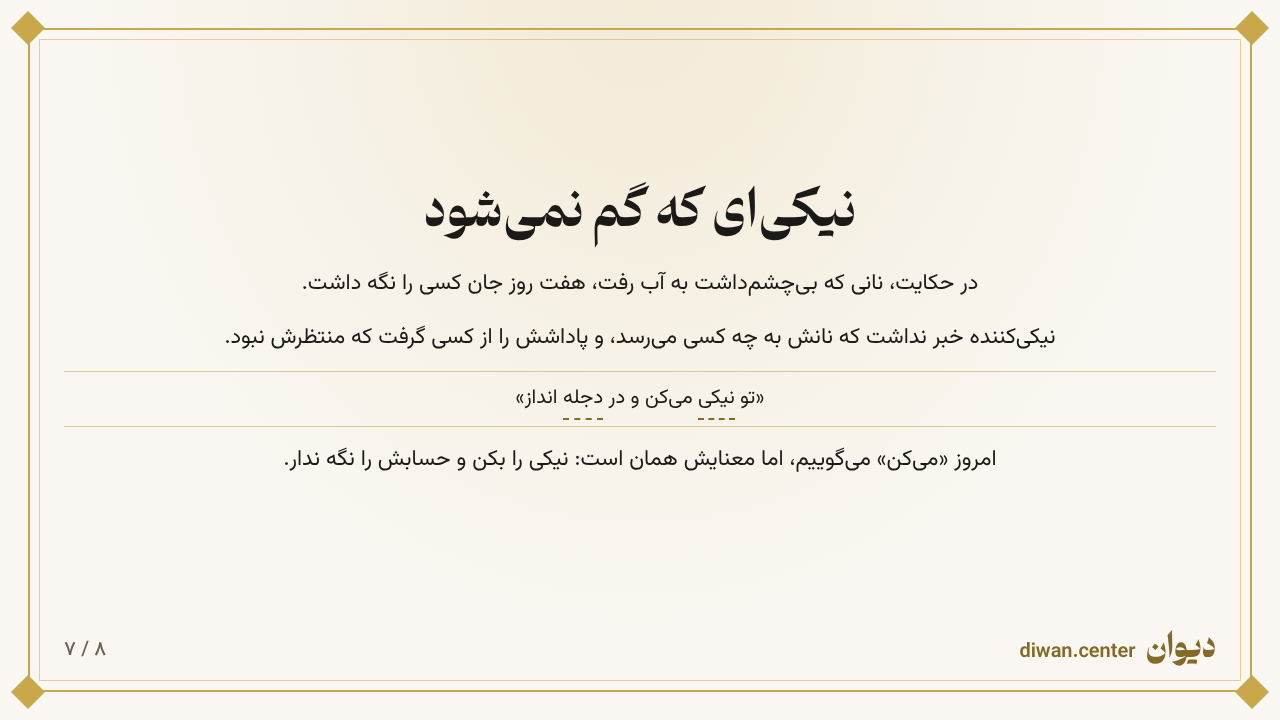 نیکی‌ای که گم نمی‌شود
در حکایت، نانی که بی‌چشم‌داشت به آب رفت، هفت روز جان کسی را نگه داشت.
نیکی‌کننده خبر نداشت که نانش به چه کسی می‌رسد، و پاداشش را از کسی گرفت که منتظرش نبود.
«تو نیکی می‌کن و در دجله انداز»
امروز «می‌کن» می‌گوییم، اما معنایش همان است: نیکی را بکن و حسابش را نگه ندار.
دیوان diwan.center
۷ / ۸